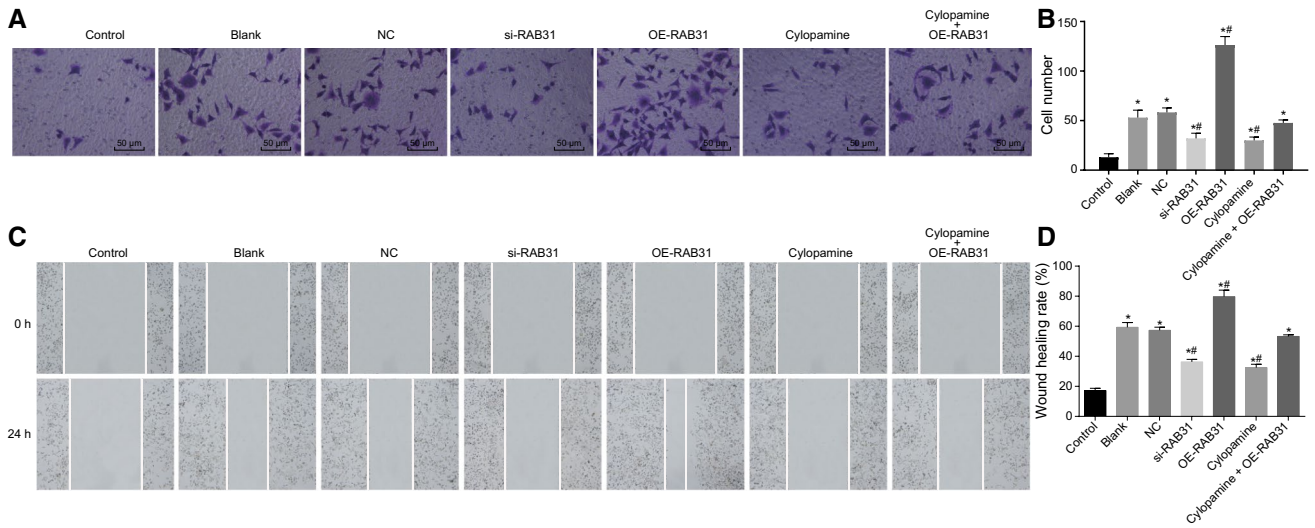 A
Control
Blank
NC
si-RAB31
OE-RAB31
Cylopamine
Cylopamine
+
OE-RAB31
50 µm
50 µm
50 µm
50 µm
50 µm
50 µm
50 µm
B
Cell number
150
100
50
0
*
*
*#
*#
*#
*
Control
Blank
NC
si-RAB31
OE-RAB31
Cylopamine
Cylopamine + OE-RAB31
C
Control
Blank
NC
si-RAB31
OE-RAB31
Cylopamine
Cylopamine
+
OE-RAB31
0 h
24 h
D
Wound healing rate (%)
100
80
60
40
20
0
*
*
*#
*#
*#
*
Control
Blank
NC
si-RAB31
OE-RAB31
Cylopamine
Cylopamine + OE-RAB31